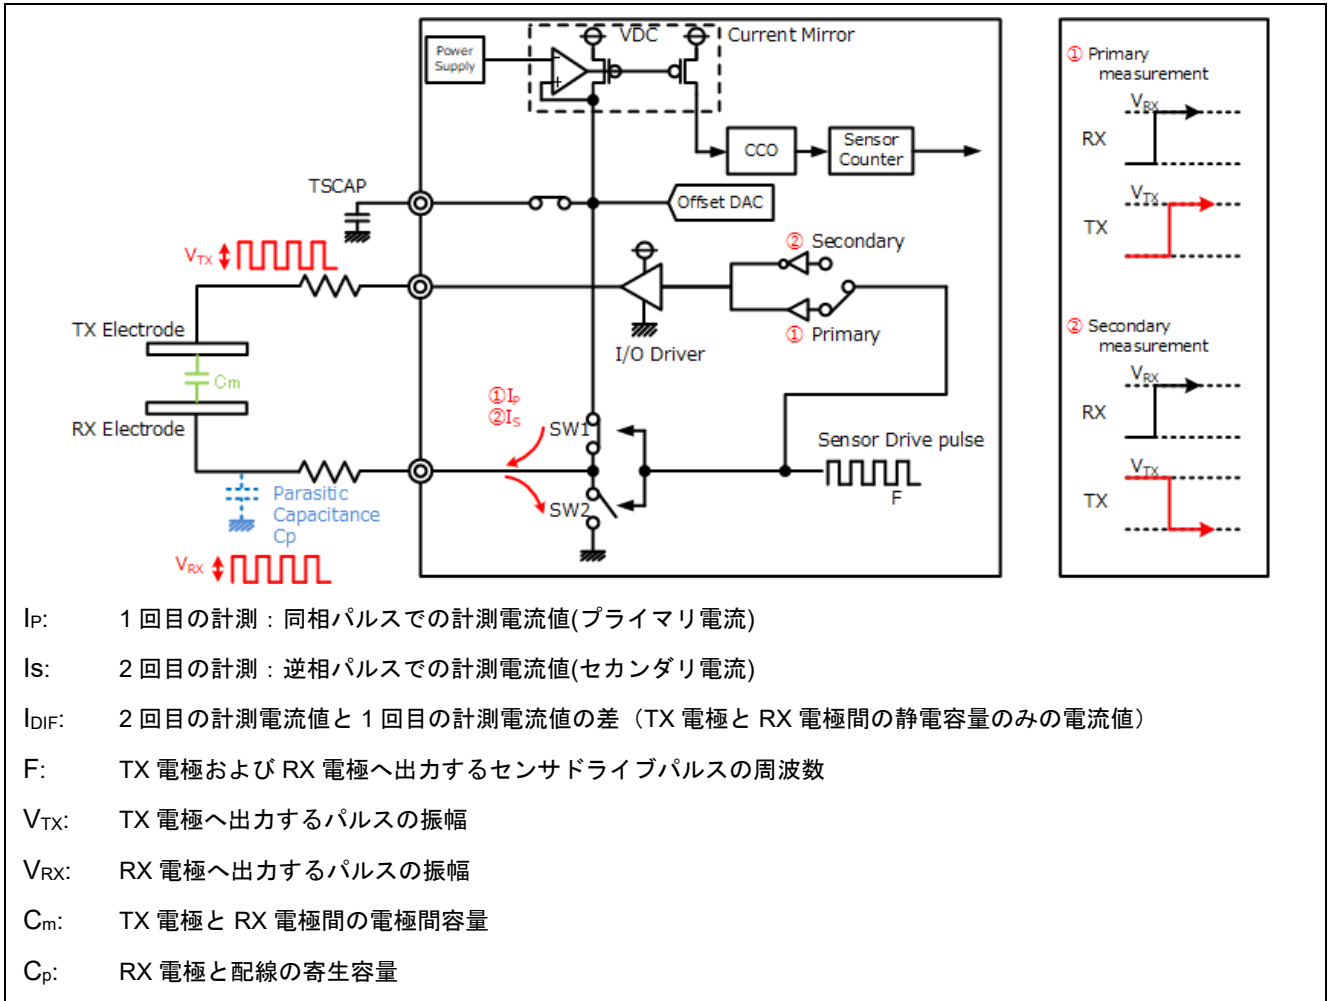 Power
Supply
VDC
Current Mirror
CCO
Sensor
Counter
TSCAP
Offset DAC
VTX
② Secondary
① Primary
I/O Driver
TX Electrode
Cm
RX Electrode
①IP
②IS
SW1
SW2
Sensor Drive pulse
F
Parasitic
Capacitance
Cp
VRX
① Primary
measurement
VRX
RX
VTX
TX
② Secondary
measurement
VRX
RX
VTX
TX
IP: 1 回目の計測：同相パルスでの計測電流値(プライマリ電流)
Is: 2 回目の計測：逆相パルスでの計測電流値(セカンダリ電流)
IDIF: 2 回目の計測電流値と 1 回目の計測電流値の差（TX 電極と RX 電極間の静電容量のみの電流値）
F: TX 電極および RX 電極へ出力するセンサドライブパルスの周波数
VTX: TX 電極へ出力するパルスの振幅
VRX: RX 電極へ出力するパルスの振幅
Cm: TX 電極と RX 電極間の電極間容量
Cp: RX 電極と配線の寄生容量